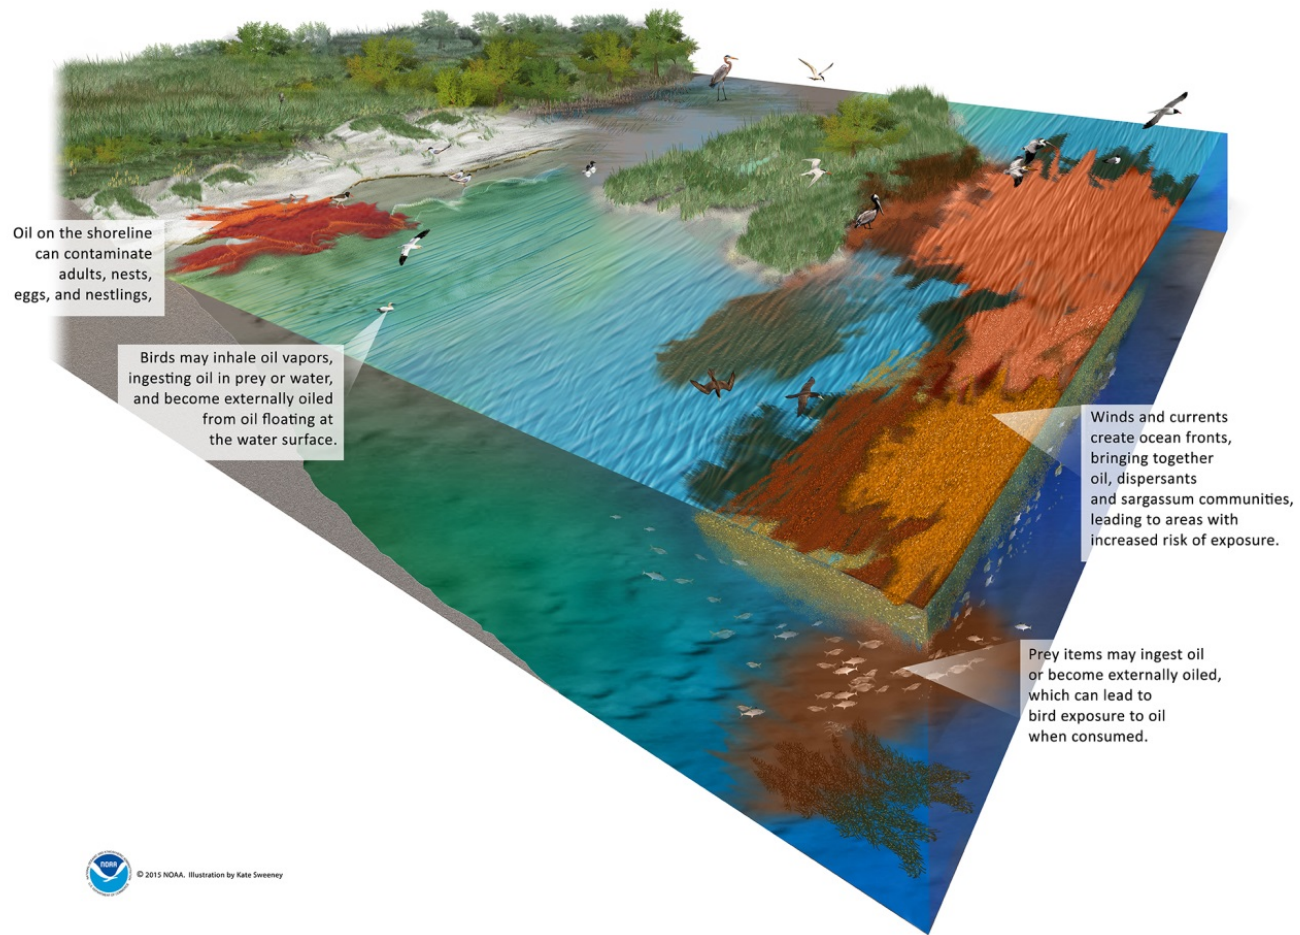 Oil on the shoreline
can contaminate
adults, nests,
eggs, and nestlings,
Birds may inhale oil vapors,
ingesting oil in prey or water,
and become externally oiled
from oil floating at
the water surface.
Winds and currents
create ocean fronts,
bringing together
oil, dispersants
and sargassum communities,
leading to areas with
increased risk of exposure.
Prey items may ingest oil
or become externally oiled,
which can lead to
bird exposure to oil
when consumed.
NOAA
© 2015 NOAA. Illustration by Kate Sweeney